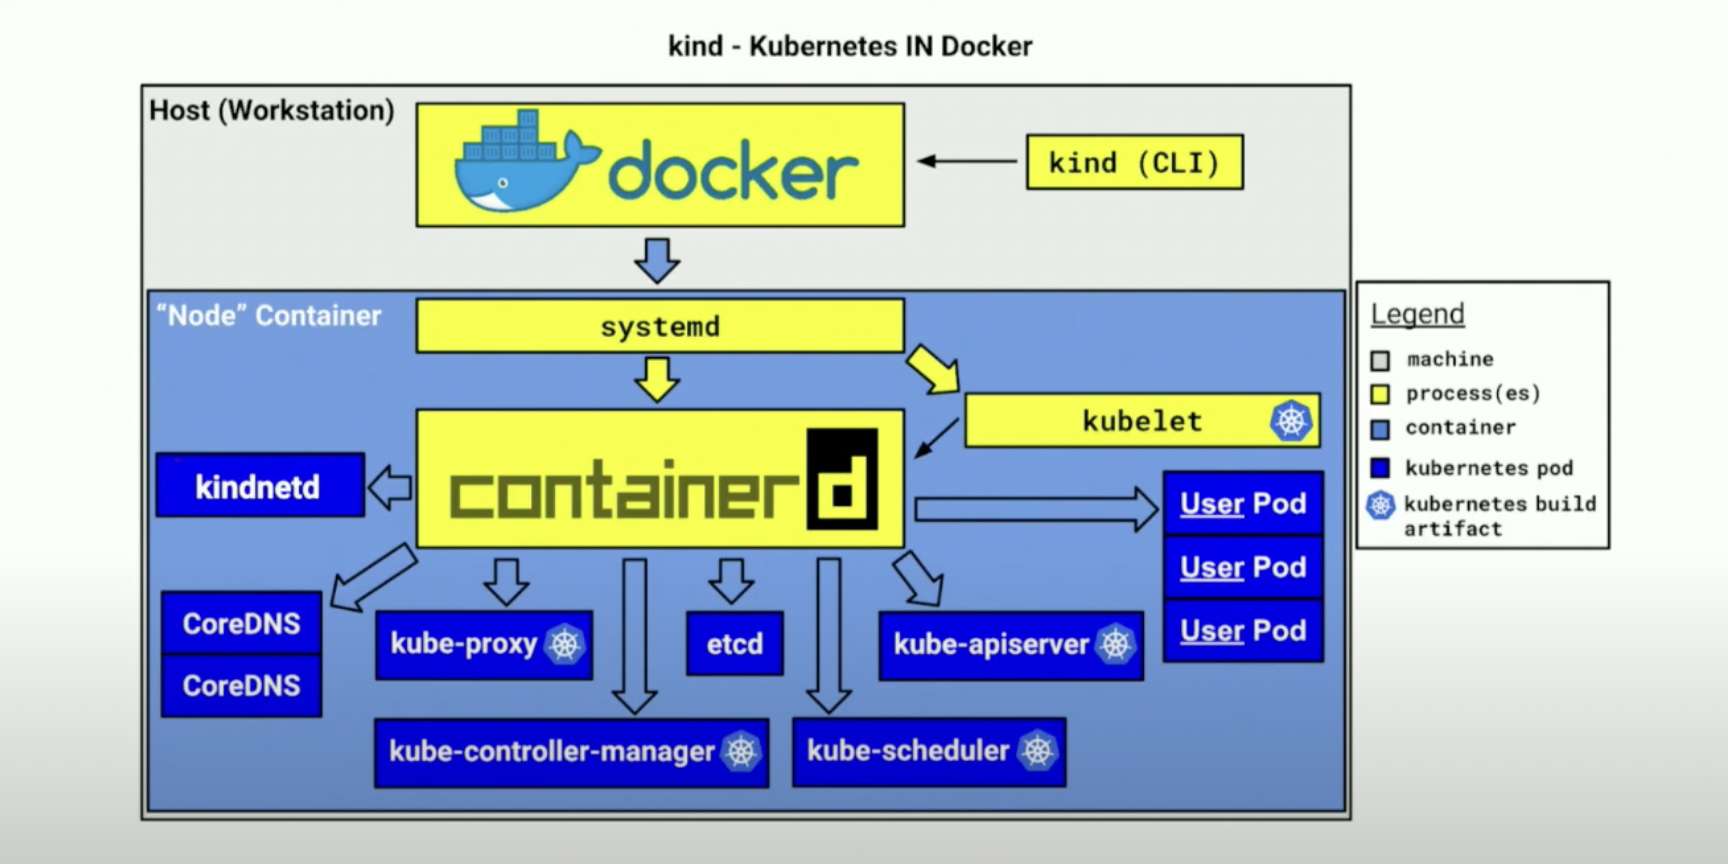 kind - Kubernetes IN Docker
Host (Workstation)
docker
kind (CLI)
“Node” Container
systemd
kubelet
containerd
kindnetd
User Pod
User Pod
User Pod
CoreDNS
CoreDNS
kube-proxy
etcd
kube-apiserver
kube-controller-manager
kube-scheduler
Legend
machine
process(es)
container
kubernetes pod
kubernetes build
artifact